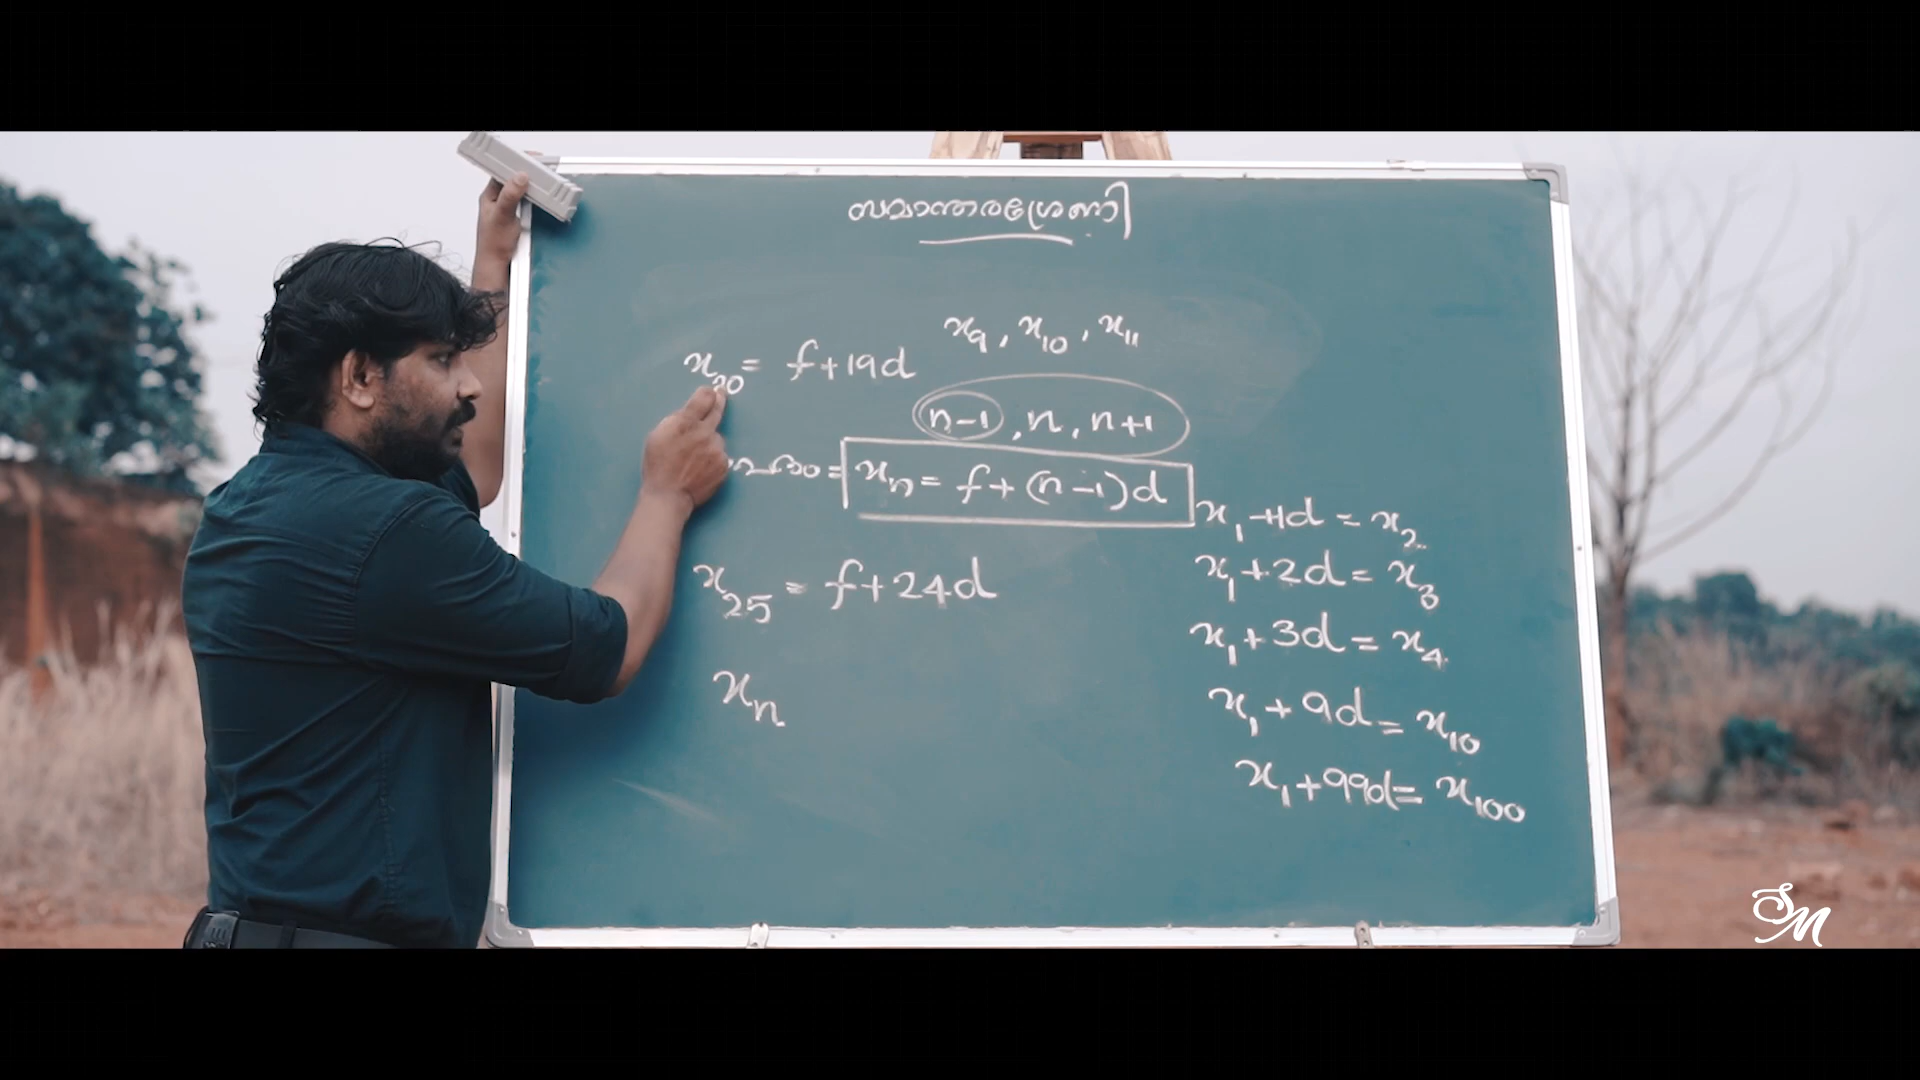 സമാന്തരശ്രേണി
x₉, x₁₀, x₁₁
x₂₀ = f+19d
n-1, n, n+1
xₙ = f+(n-1)d
x₂₅ = f+24d
xₙ
x₁+1d = x₂
x₁+2d = x₃
x₁+3d = x₄
x₁+9d = x₁₀
x₁+99d = x₁₀₀
SM